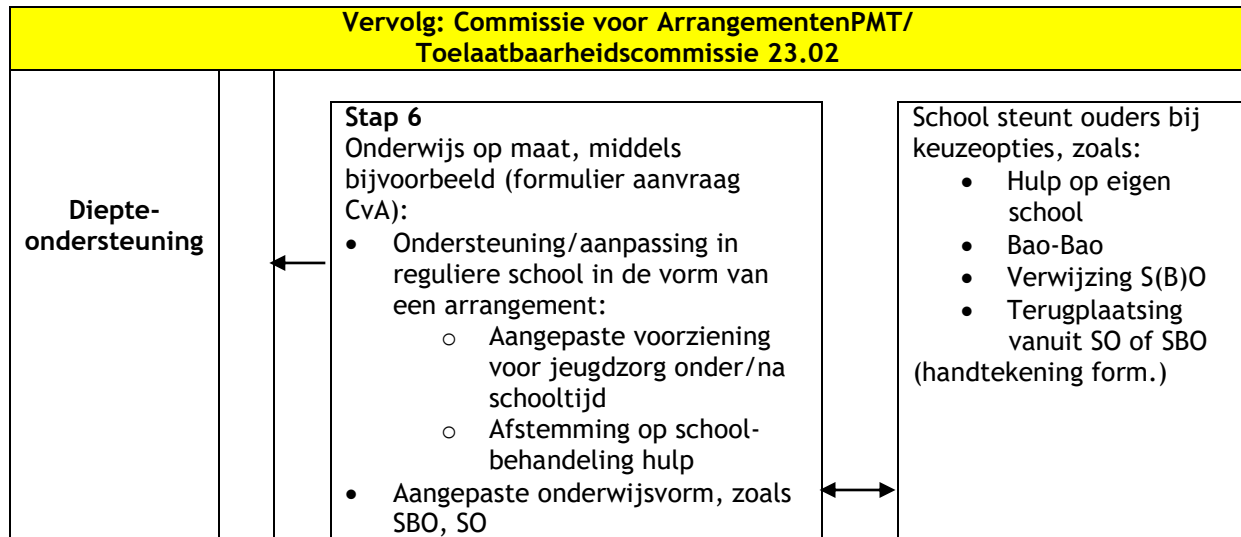 Vervolg: Commissie voor ArrangementenPMT/
Toelaatbaarheidscommissie 23.02
Diepte-
ondersteuning
Stap 6
Onderwijs op maat, middels
bijvoorbeeld (formulier aanvraag
CvA):
• Ondersteuning/aanpassing in
reguliere school in de vorm van
een arrangement:
o Aangepaste voorziening
voor jeugdzorg onder/na
schooltijd
o Afstemming op school-
behandeling hulp
• Aangepaste onderwijsvorm, zoals
SBO, SO
School steunt ouders bij
keuzeopties, zoals:
• Hulp op eigen
school
• Bao-Bao
• Verwijzing S(B)O
• Terugplaatsing
vanuit SO of SBO
(handtekening form.)